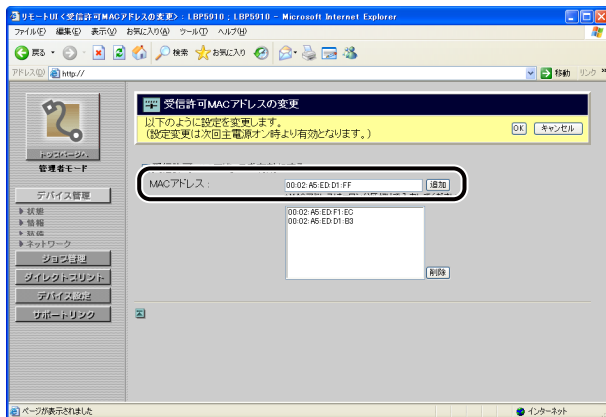 リモートUI <受信許可MACアドレスの変更> : LBP5910 : LBP5910 - Microsoft Internet Explorer
ファイル(F) 編集(E) 表示(V) お気に入り(A) ツール(T) ヘルプ(H)
戻る 検索 お気に入り
アドレス(D) http:// 移動 リンク »
受信許可MACアドレスの変更
以下のように設定を変更します。
(設定変更は次回主電源オン時より有効となります。)
OK キャンセル
トップページへ
管理者モード
デバイス管理
状態
情報
ネットワーク
ジョブ管理
ダイレクトプリント
デバイス設定
サポートリンク
MACアドレス : 00:02:A5:ED:D1:FF 追加
00:02:A5:ED:F1:EC
00:02:A5:ED:D1:B3
削除
ページが表示されました インターネット